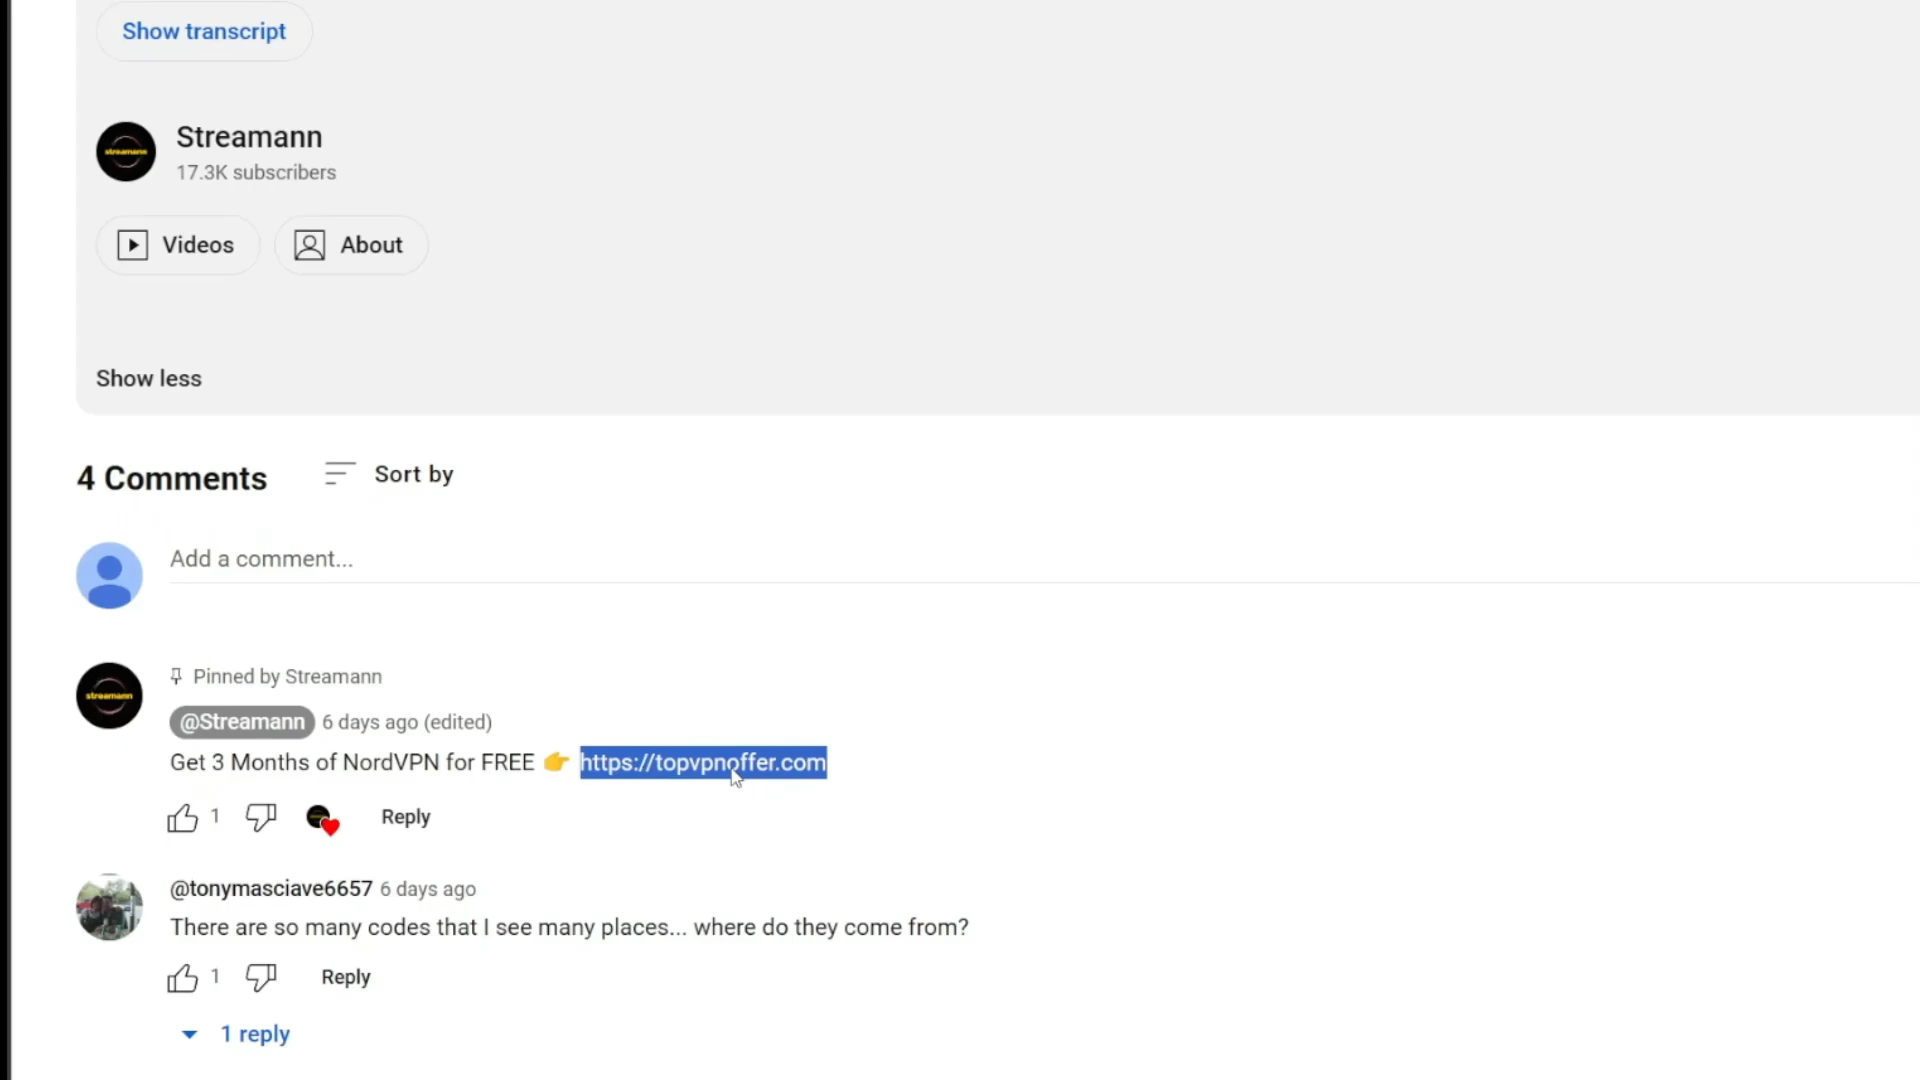 Show transcript
streamann
Streamann
17.3K subscribers
Videos
About
Show less
4 Comments
Sort by
Add a comment...
streamann
Pinned by Streamann
@Streamann 6 days ago (edited)
Get 3 Months of NordVPN for FREE 👉 https://topvpnoffer.com
1
Reply
@tonymasciave6657 6 days ago
There are so many codes that I see many places... where do they come from?
1
Reply
1 reply